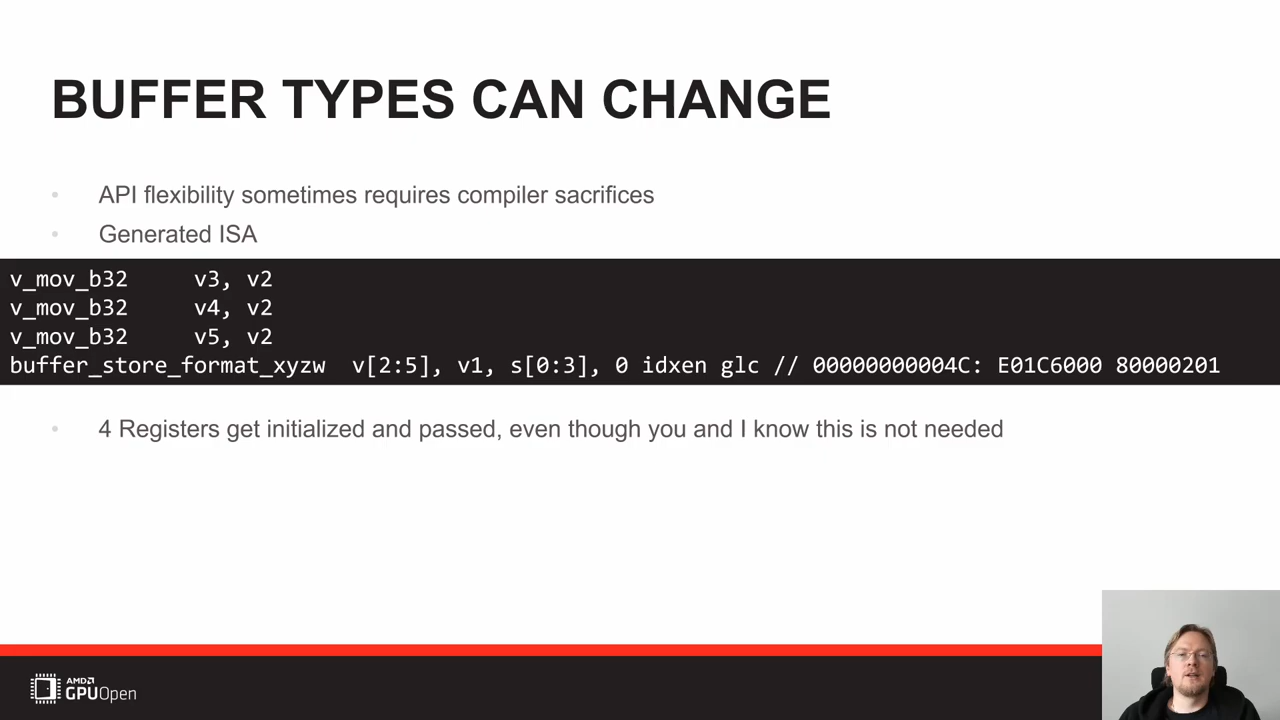 BUFFER TYPES CAN CHANGE
• API flexibility sometimes requires compiler sacrifices
• Generated ISA
v_mov_b32     v3, v2
v_mov_b32     v4, v2
v_mov_b32     v5, v2
buffer_store_format_xyzw  v[2:5], v1, s[0:3], 0 idxen glc // 00000000004C: E01C6000 80000201
• 4 Registers get initialized and passed, even though you and I know this is not needed
AMD
GPUOpen